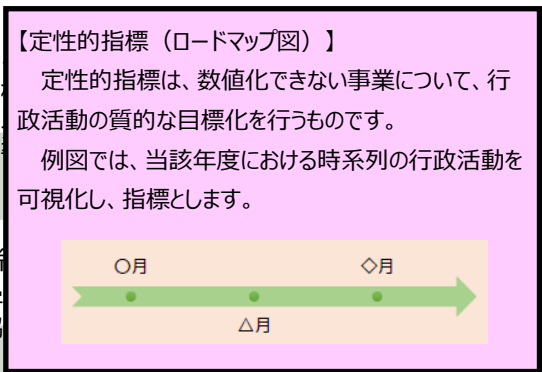 【定性的指標（ロードマップ図）】
定性的指標は、数値化できない事業について、行
政活動の質的な目標化を行うものです。
例図では、当該年度における時系列の行政活動を
可視化し、指標とします。
〇月
◇月
△月